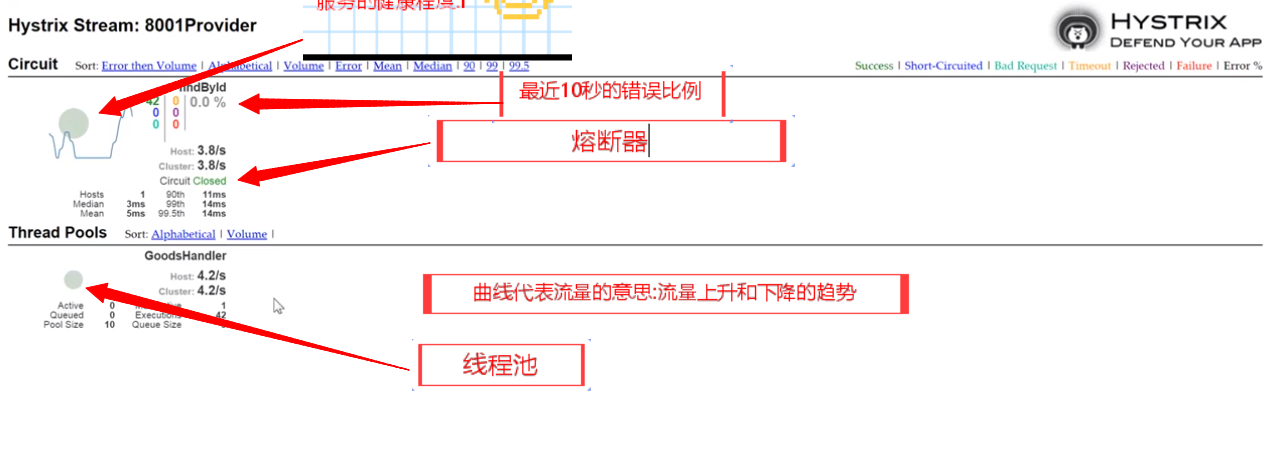 服务的健康程度.
Hystrix Stream: 8001Provider
HYSTRIX
DEFEND YOUR APP
Circuit Sort: Error then Volume | Alphabetical | Volume | Error | Mean | Median | 90 | 99 | 99.5
Success | Short-Circuited | Bad Request | Timeout | Rejected | Failure | Error %
findById
42 0 0.0 %
0 0
0 0
最近10秒的错误比例
熔断器
Host: 3.8/s
Cluster: 3.8/s
Circuit Closed
Hosts 1 90th 11ms
Median 3ms 99th 14ms
Mean 5ms 99.5th 14ms
Thread Pools Sort: Alphabetical | Volume |
GoodsHandler
Host: 4.2/s
Cluster: 4.2/s
Active 0 1
Queued 0 Executions 42
Pool Size 10 Queue Size
曲线代表流量的意思:流量上升和下降的趋势
线程池